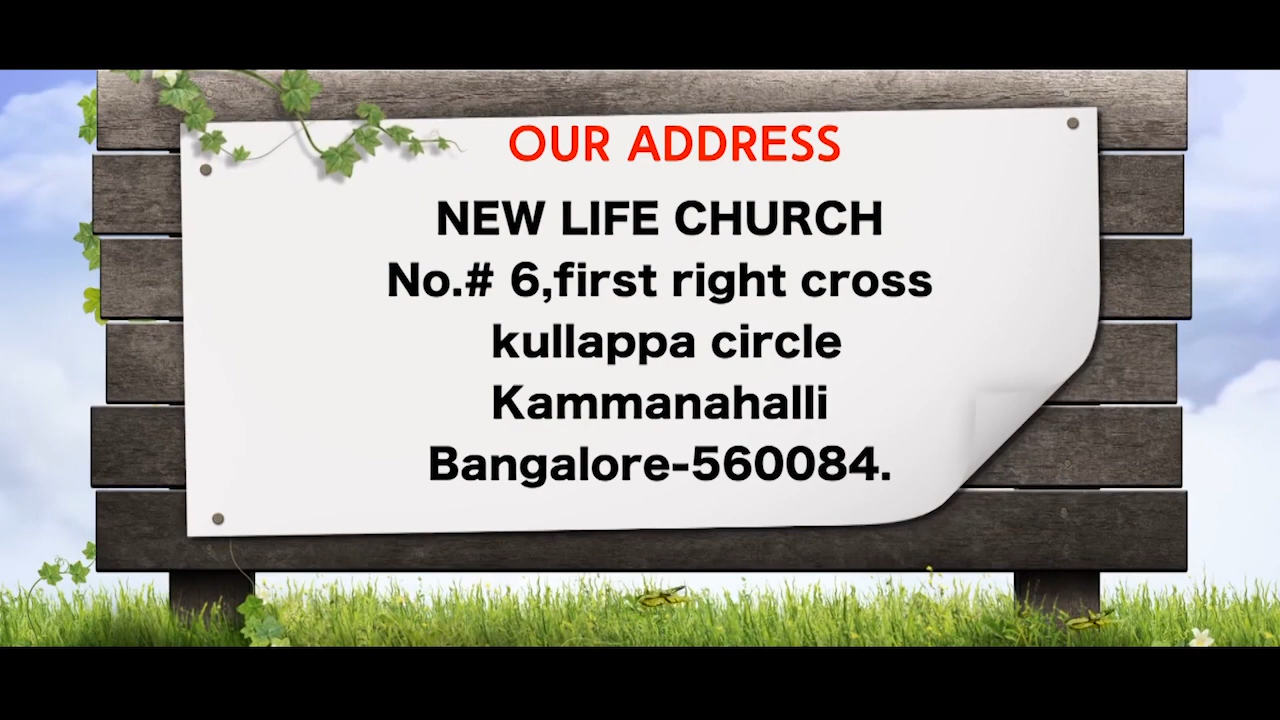 OUR ADDRESS
NEW LIFE CHURCH
No.# 6,first right cross
kullappa circle
Kammanahalli
Bangalore-560084.